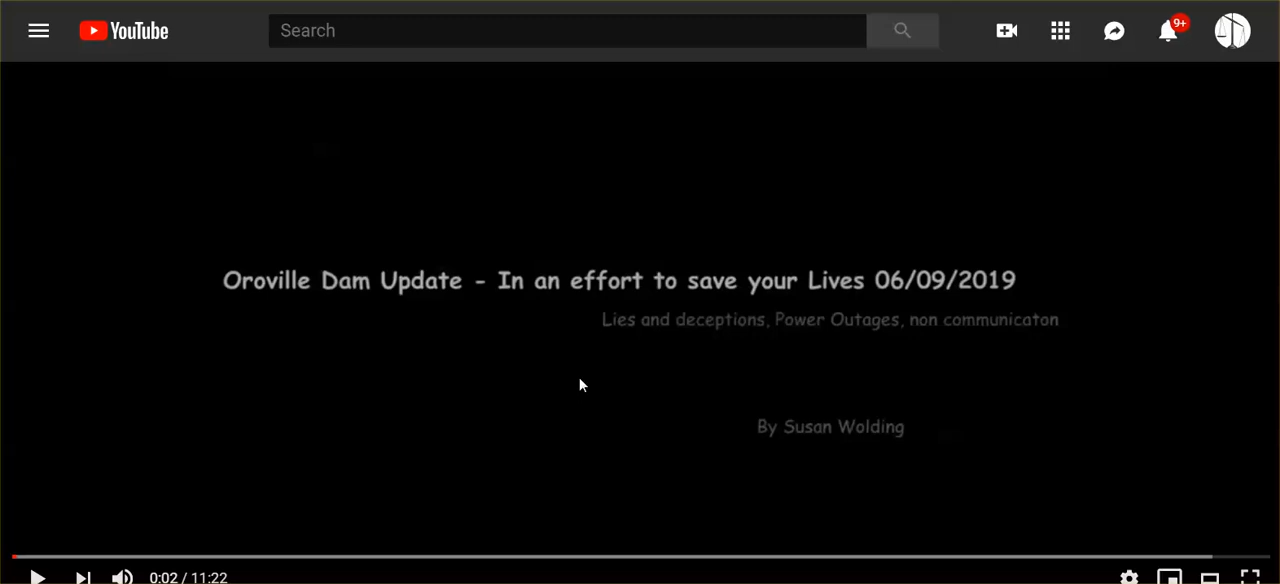 YouTube
Search
9+
Oroville Dam Update - In an effort to save your Lives 06/09/2019
Lies and deceptions, Power Outages, non communicaton
By Susan Wolding
0:02 / 11:22